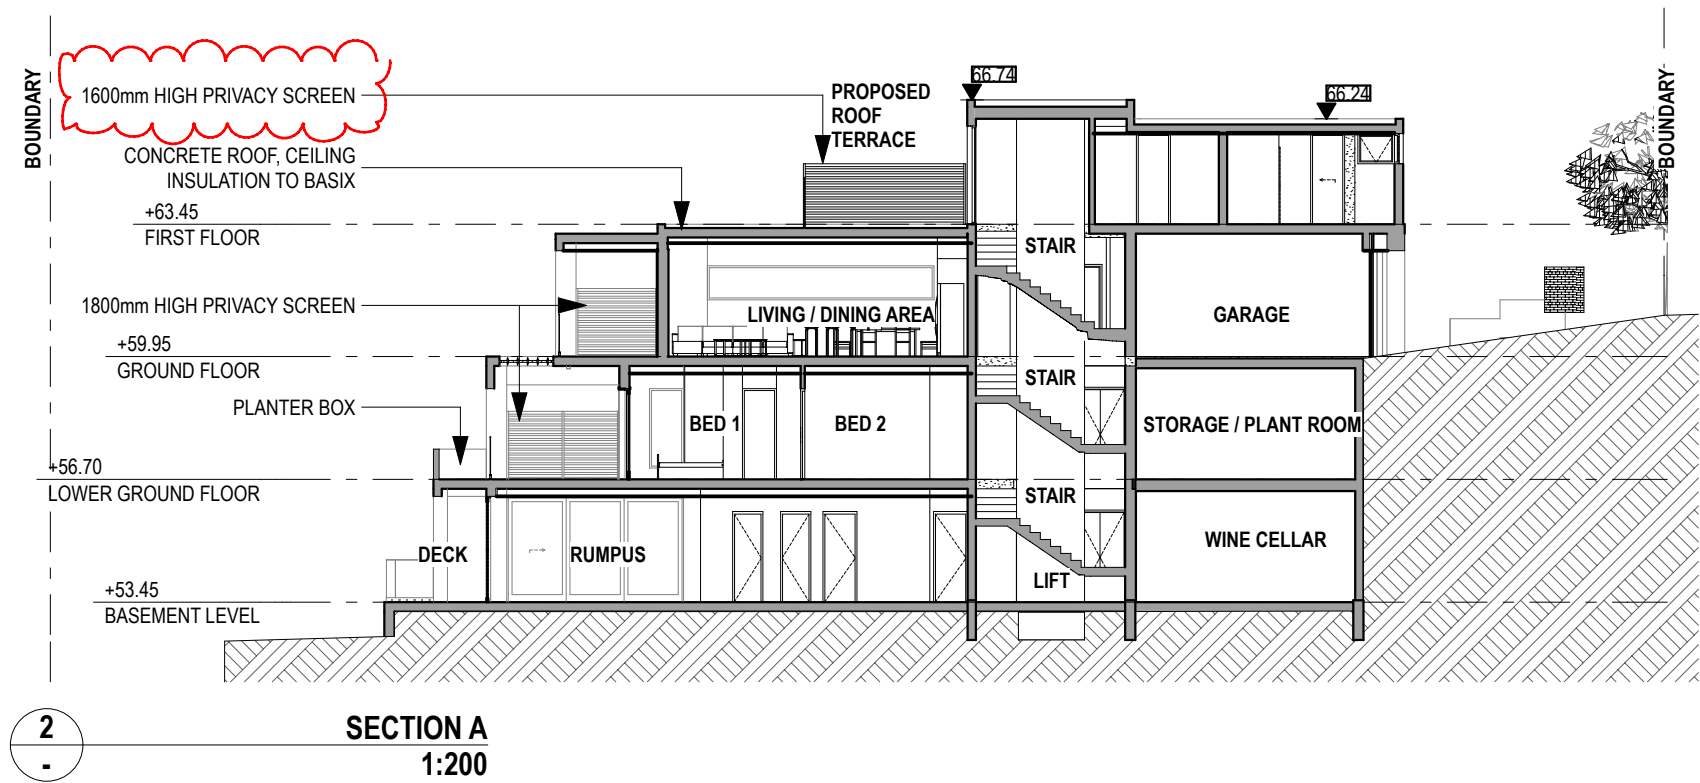 66.74
66.24
BOUNDARY
1600mm HIGH PRIVACY SCREEN
PROPOSED
ROOF
TERRACE
BOUNDARY
CONCRETE ROOF, CEILING
INSULATION TO BASIX
+63.45
FIRST FLOOR
STAIR
1800mm HIGH PRIVACY SCREEN
LIVING / DINING AREA
GARAGE
+59.95
GROUND FLOOR
STAIR
PLANTER BOX
BED 1
BED 2
STORAGE / PLANT ROOM
+56.70
LOWER GROUND FLOOR
STAIR
DECK
RUMPUS
WINE CELLAR
LIFT
+53.45
BASEMENT LEVEL
2
-
SECTION A
1:200